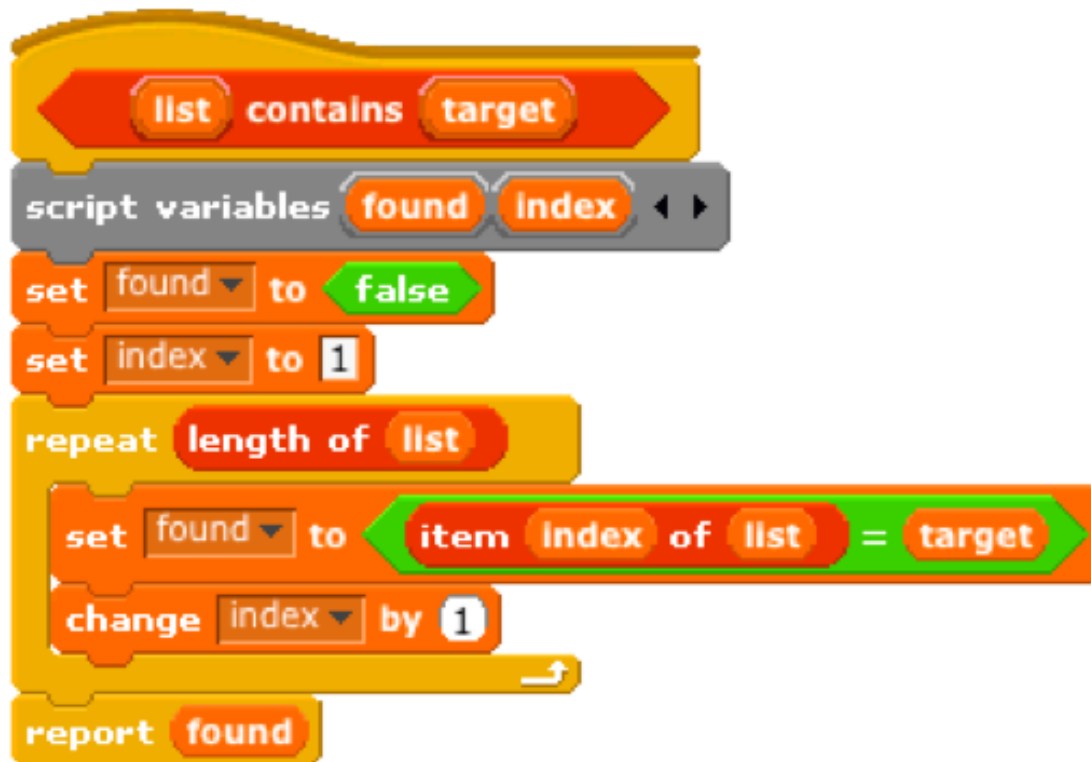 list contains target
script variables found index
set found to false
set index to 1
repeat length of list
set found to item index of list = target
change index by 1
report found